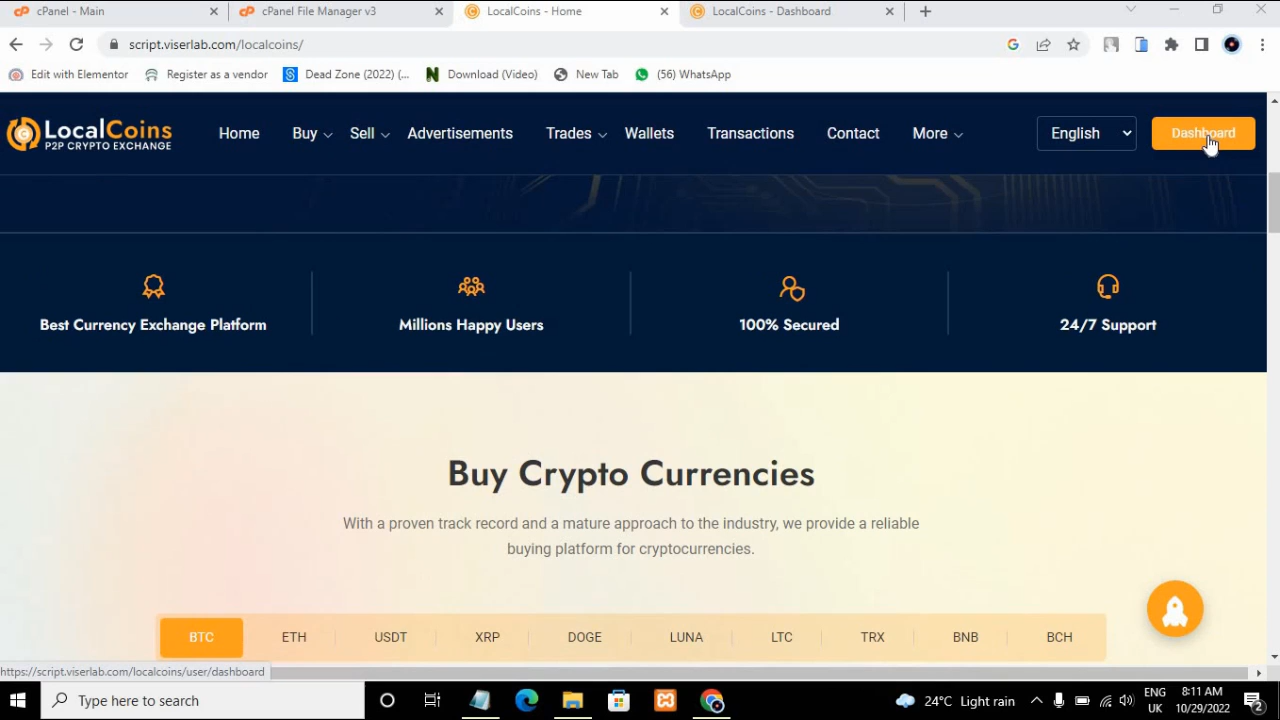 cPanel - Main
cPanel File Manager v3
LocalCoins - Home
LocalCoins - Dashboard
script.viserlab.com/localcoins/
Edit with Elementor
Register as a vendor
Dead Zone (2022) (...
Download (Video)
New Tab
(56) WhatsApp
LocalCoins
P2P CRYPTO EXCHANGE
Home
Buy
Sell
Advertisements
Trades
Wallets
Transactions
Contact
More
English
Dashboard
Best Currency Exchange Platform
Millions Happy Users
100% Secured
24/7 Support
Buy Crypto Currencies
With a proven track record and a mature approach to the industry, we provide a reliable
buying platform for cryptocurrencies.
BTC
ETH
USDT
XRP
DOGE
LUNA
LTC
TRX
BNB
BCH
https://script.viserlab.com/localcoins/user/dashboard
Type here to search
24°C Light rain
ENG
UK
8:11 AM
10/29/2022
2